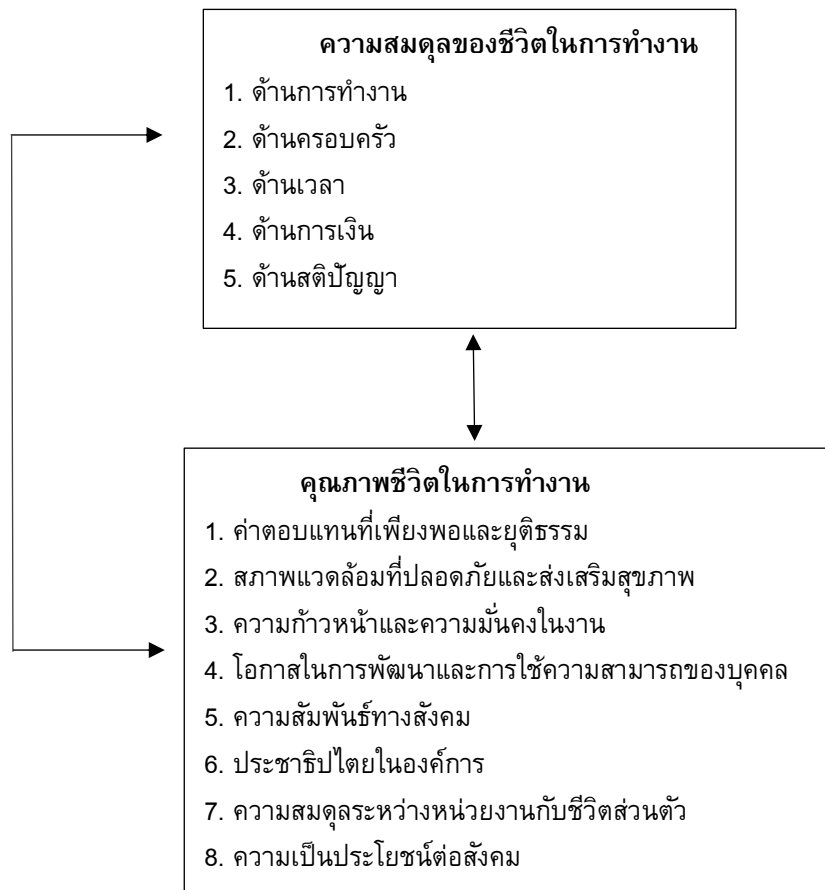 ความสมดุลของชีวิตในการทำงาน
1. ด้านการทำงาน
2. ด้านครอบครัว
3. ด้านเวลา
4. ด้านการเงิน
5. ด้านสติปัญญา
คุณภาพชีวิตในการทำงาน
1. ค่าตอบแทนที่เพียงพอและยุติธรรม
2. สภาพแวดล้อมที่ปลอดภัยและส่งเสริมสุขภาพ
3. ความก้าวหน้าและความมั่นคงในงาน
4. โอกาสในการพัฒนาและการใช้ความสามารถของบุคคล
5. ความสัมพันธ์ทางสังคม
6. ประชาธิปไตยในองค์การ
7. ความสมดุลระหว่างหน่วยงานกับชีวิตส่วนตัว
8. ความเป็นประโยชน์ต่อสังคม